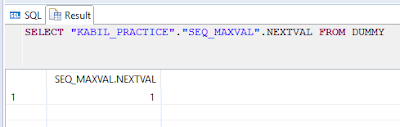 SQL Result
SELECT "KABIL_PRACTICE"."SEQ_MAXVAL".NEXTVAL FROM DUMMY
SEQ_MAXVAL.NEXTVAL
1 1